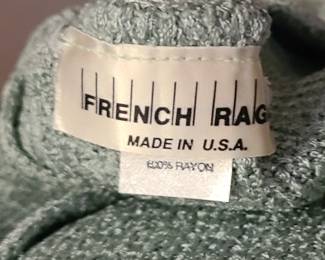 FRENCH RAG
MADE IN U.S.A.
100% RAYON